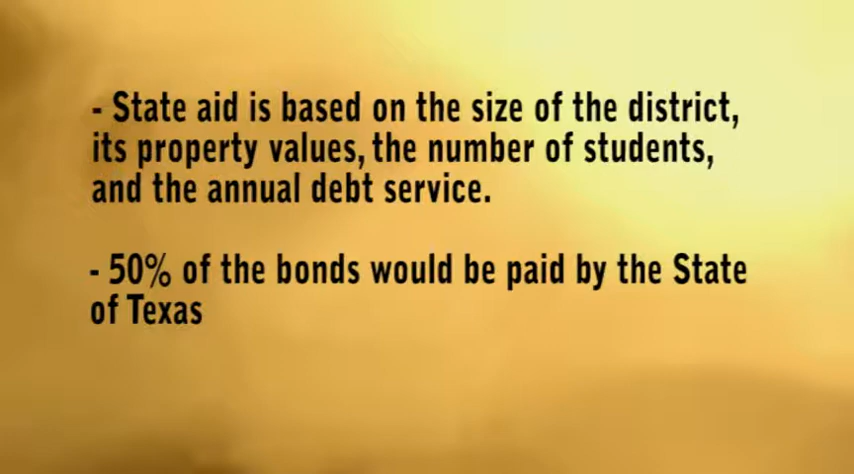 - State aid is based on the size of the district,
its property values, the number of students,
and the annual debt service.
- 50% of the bonds would be paid by the State
of Texas